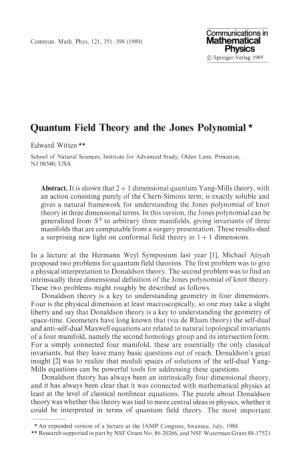 Commun. Math. Phys. 121, 351-399 (1989)
Communications in
Mathematical
Physics
© Springer-Verlag 1989
Quantum Field Theory and the Jones Polynomial *
Edward Witten **
School of Natural Sciences, Institute for Advanced Study, Olden Lane, Princeton,
NJ 08540, USA
Abstract. It is shown that 2 + 1 dimensional quantum Yang-Mills theory, with
an action consisting purely of the Chern-Simons term, is exactly soluble and
gives a natural framework for understanding the Jones polynomial of knot
theory in three dimensional terms. In this version, the Jones polynomial can be
generalized from S³ to arbitrary three manifolds, giving invariants of three
manifolds that are computable from a surgery presentation. These results shed
a surprising new light on conformal field theory in 1 + 1 dimensions.
In a lecture at the Hermann Weyl Symposium last year [1], Michael Atiyah
proposed two problems for quantum field theorists. The first problem was to give
a physical interpretation to Donaldson theory. The second problem was to find an
intrinsically three dimensional definition of the Jones polynomial of knot theory.
These two problems might roughly be described as follows.
Donaldson theory is a key to understanding geometry in four dimensions.
Four is the physical dimension at least macroscopically, so one may take a slight
liberty and say that Donaldson theory is a key to understanding the geometry of
space-time. Geometers have long known that (via de Rham theory) the self-dual
and anti-self-dual Maxwell equations are related to natural topological invariants
of a four manifold, namely the second homology group and its intersection form.
For a simply connected four manifold, these are essentially the only classical
invariants, but they leave many basic questions out of reach. Donaldson's great
insight [2] was to realize that moduli spaces of solutions of the self-dual Yang-
Mills equations can be powerful tools for addressing these questions.
Donaldson theory has always been an intrinsically four dimensional theory,
and it has always been clear that it was connected with mathematical physics at
least at the level of classical nonlinear equations. The puzzle about Donaldson
theory was whether this theory was tied to more central ideas in physics, whether it
could be interpreted in terms of quantum field theory. The most important
* An expanded version of a lecture at the IAMP Congress, Swansea, July, 1988
** Research supported in part by NSF Grant No. 86-20266, and NSF Waterman Grant 88-17521